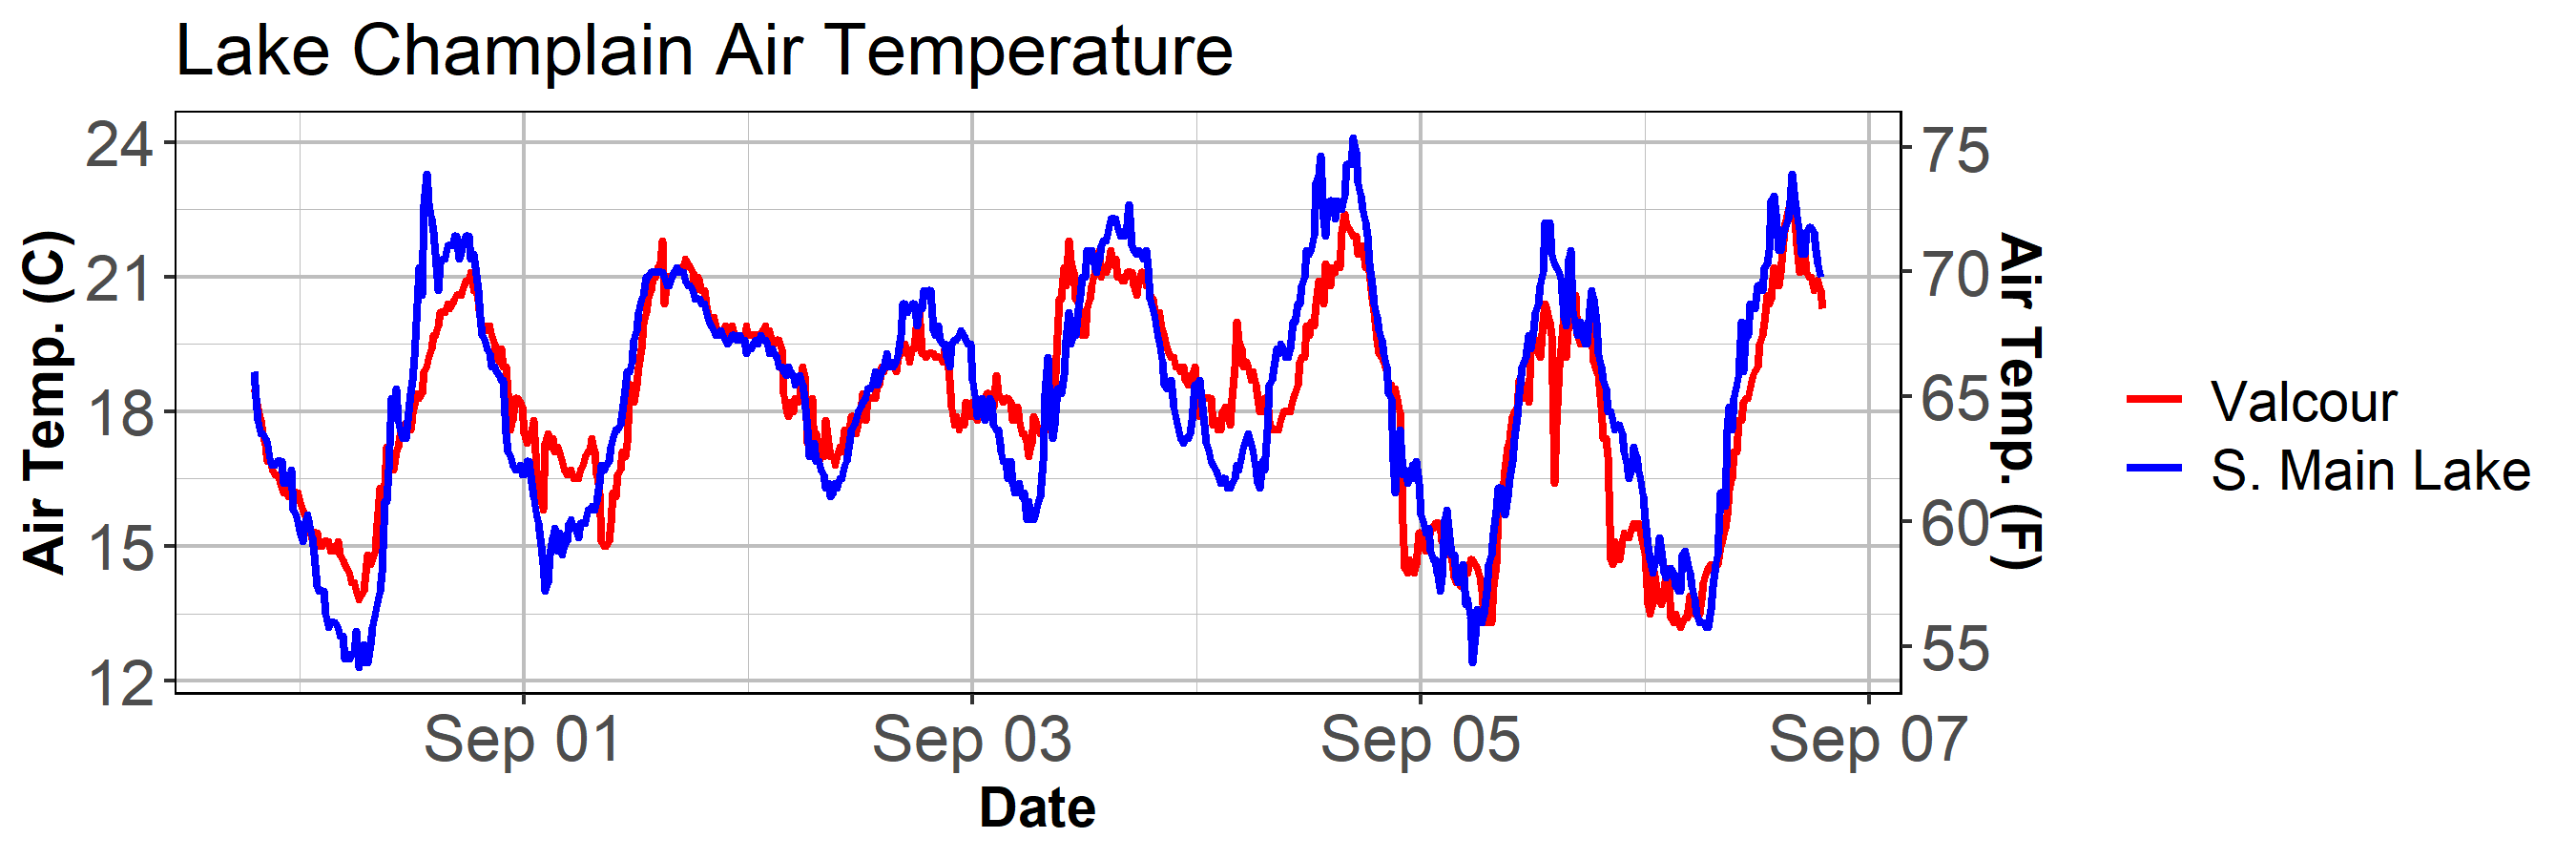 Lake Champlain Air Temperature
Air Temp. (C)
24
21
18
15
12
75
70
65
60
55
Air Temp. (F)
Sep 01
Sep 03
Sep 05
Sep 07
Date
Valcour
S. Main Lake